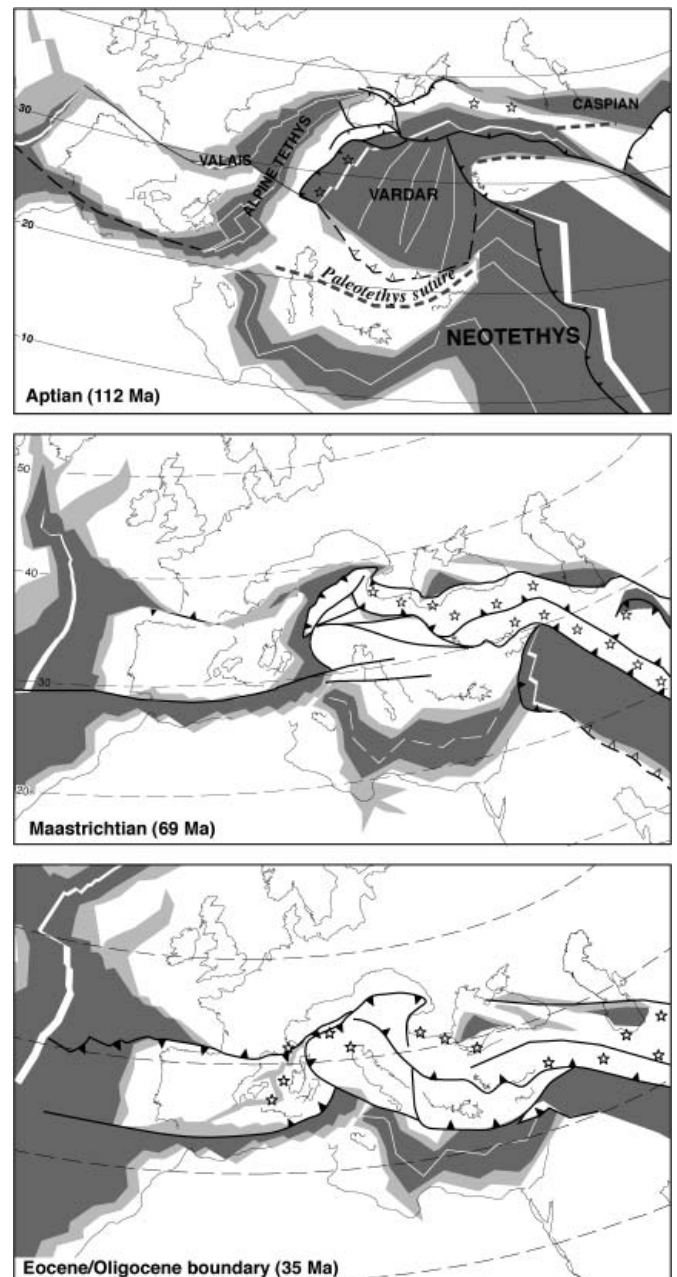 30
20
10
VALAIS
ALPINE TETHYS
VARDAR
CASPIAN
Paleotethys suture
NEOTETHYS
Aptian (112 Ma)
50
40
30
20
Maastrichtian (69 Ma)
Eocene/Oligocene boundary (35 Ma)